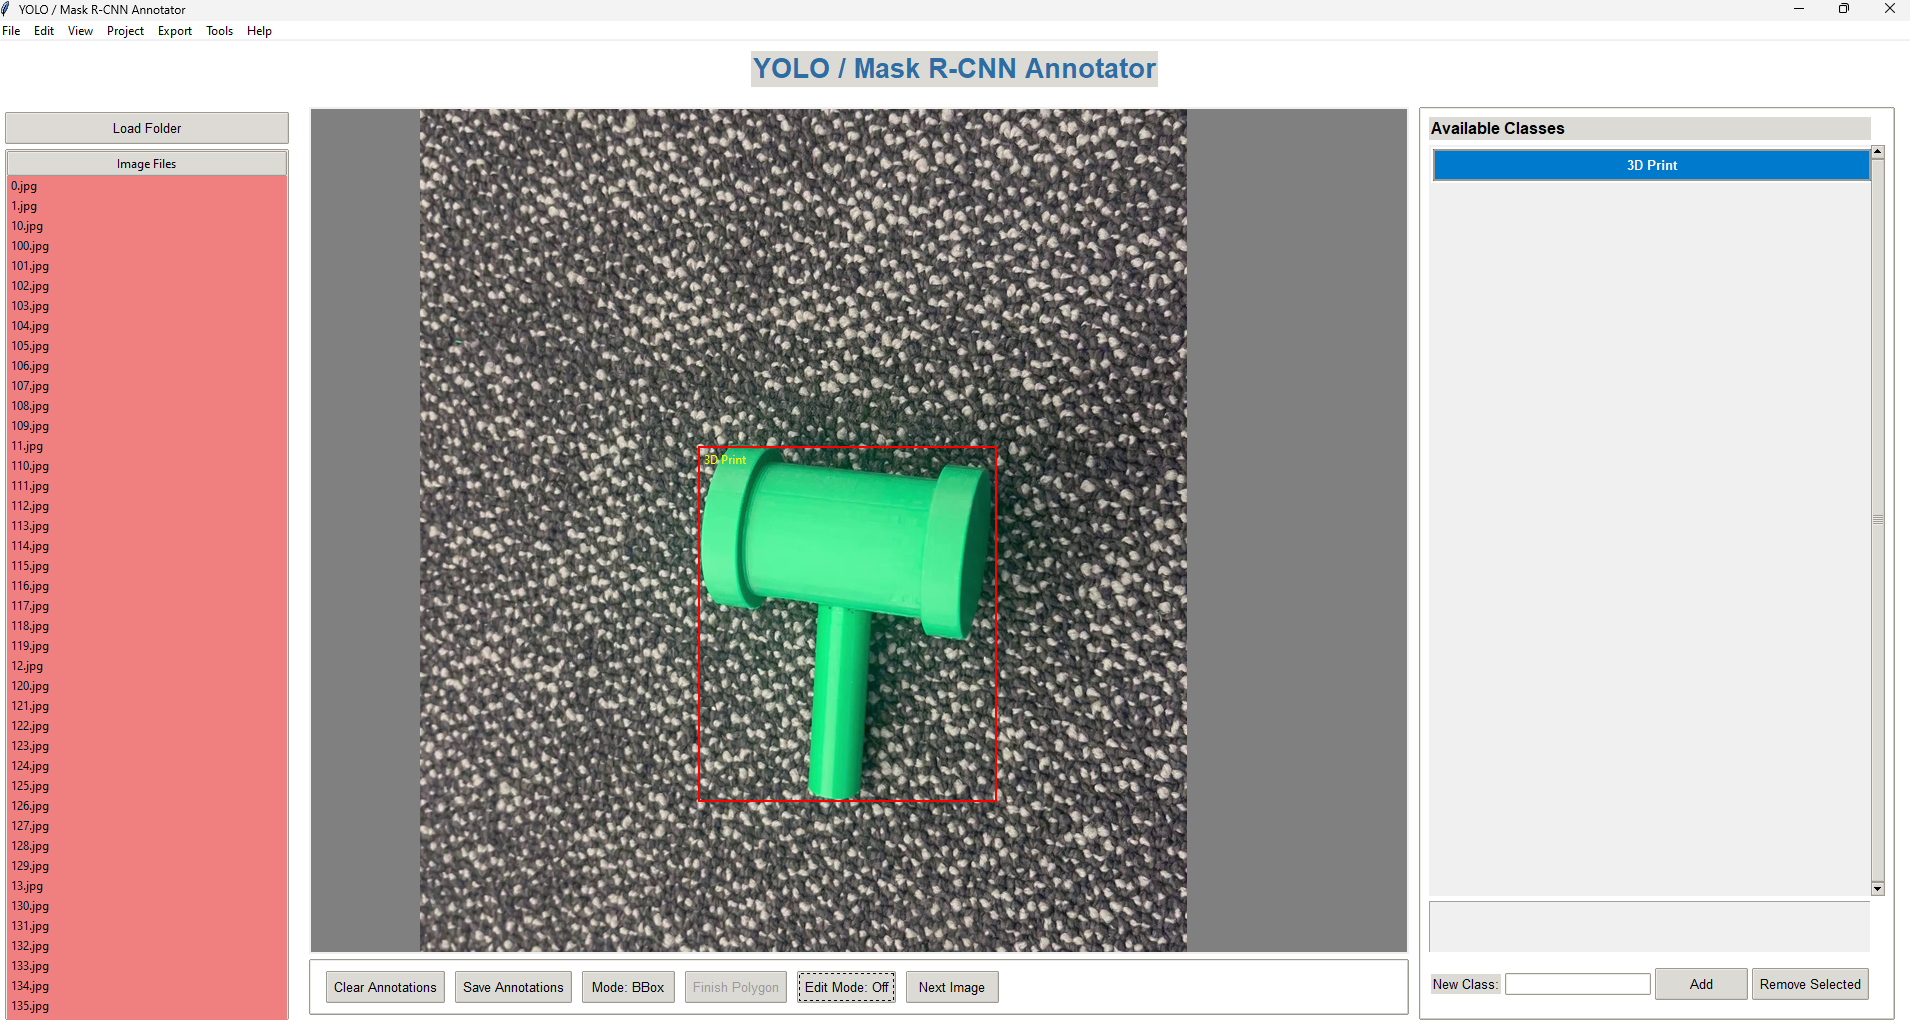 YOLO / Mask R-CNN Annotator
File Edit View Project Export Tools Help
YOLO / Mask R-CNN Annotator
Load Folder
Image Files
0.jpg
1.jpg
10.jpg
100.jpg
101.jpg
102.jpg
103.jpg
104.jpg
105.jpg
106.jpg
107.jpg
108.jpg
109.jpg
11.jpg
110.jpg
111.jpg
112.jpg
113.jpg
114.jpg
115.jpg
116.jpg
117.jpg
118.jpg
119.jpg
12.jpg
120.jpg
121.jpg
122.jpg
123.jpg
124.jpg
125.jpg
126.jpg
127.jpg
128.jpg
129.jpg
13.jpg
130.jpg
131.jpg
132.jpg
133.jpg
134.jpg
135.jpg
3D Print
Clear Annotations Save Annotations Mode: BBox Finish Polygon Edit Mode: Off Next Image
Available Classes
3D Print
New Class: Add Remove Selected